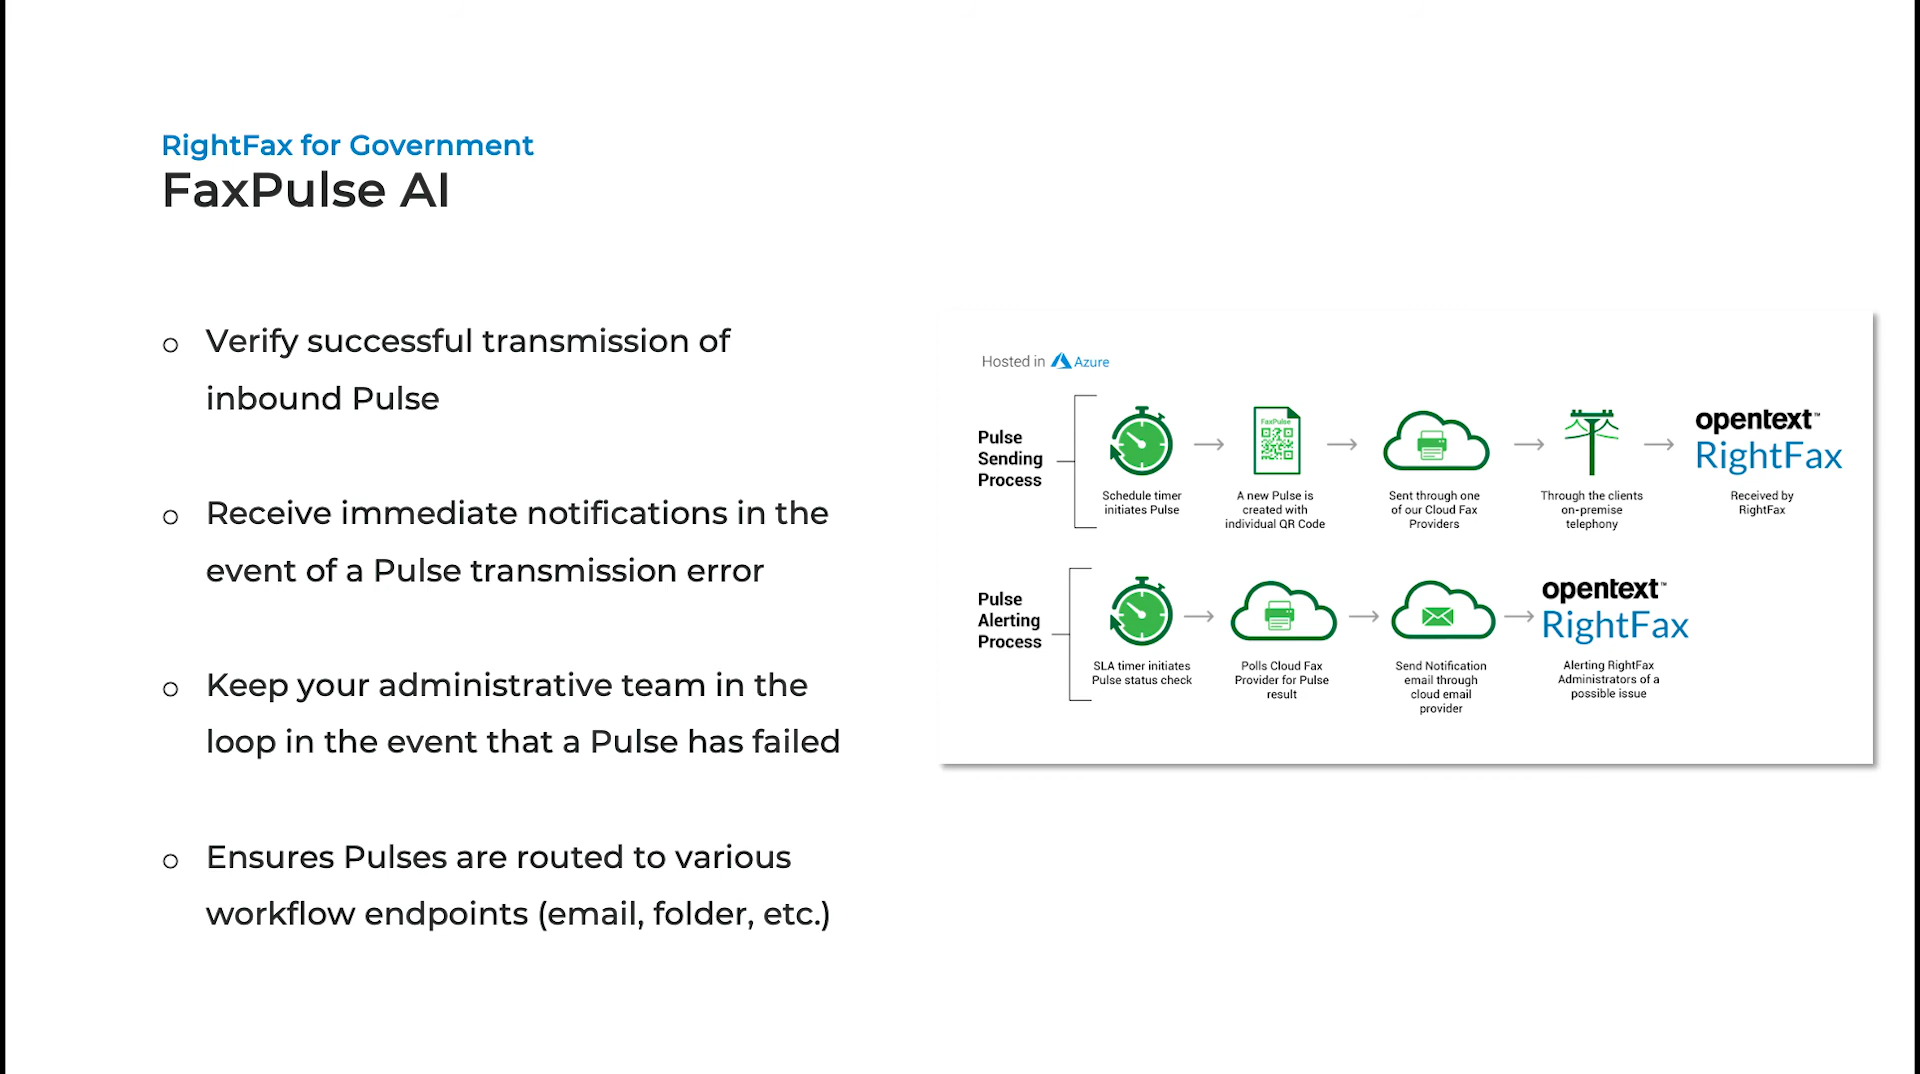 RightFax for Government
FaxPulse AI
Verify successful transmission of
inbound Pulse
Receive immediate notifications in the
event of a Pulse transmission error
Keep your administrative team in the
loop in the event that a Pulse has failed
Ensures Pulses are routed to various
workflow endpoints (email, folder, etc.)
Hosted in Azure
Pulse
Sending
Process
Schedule timer
initiates Pulse
FaxPulse
A new Pulse is
created with
individual QR Code
Sent through one
of our Cloud Fax
Providers
Through the clients
on-premise
telephony
opentext™
RightFax
Received by
RightFax
Pulse
Alerting
Process
SLA timer initiates
Pulse status check
Polls Cloud Fax
Provider for Pulse
result
Send Notification
email through
cloud email
provider
opentext™
RightFax
Alerting RightFax
Administrators of a
possible issue